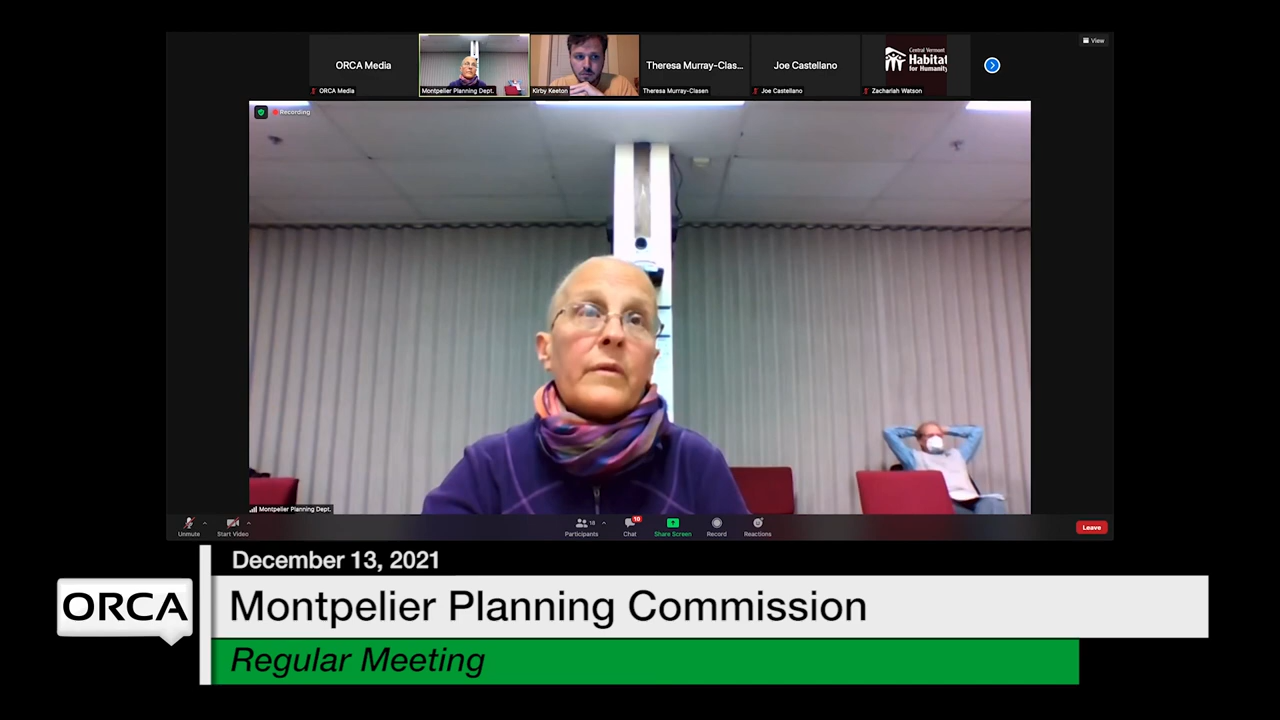 View
ORCA Media
Theresa Murray-Clas...
Joe Castellano
Central Vermont
Habitat
for Humanity
ORCA Media
Montpelier Planning Dept.
Kirby Keeton
Theresa Murray-Clasen
Joe Castellano
Zachariah Watson
Recording
Montpelier Planning Dept.
Unmute
Start Video
Participants
18
Chat
Share Screen
Record
Reactions
Leave
December 13, 2021
ORCA
Montpelier Planning Commission
Regular Meeting